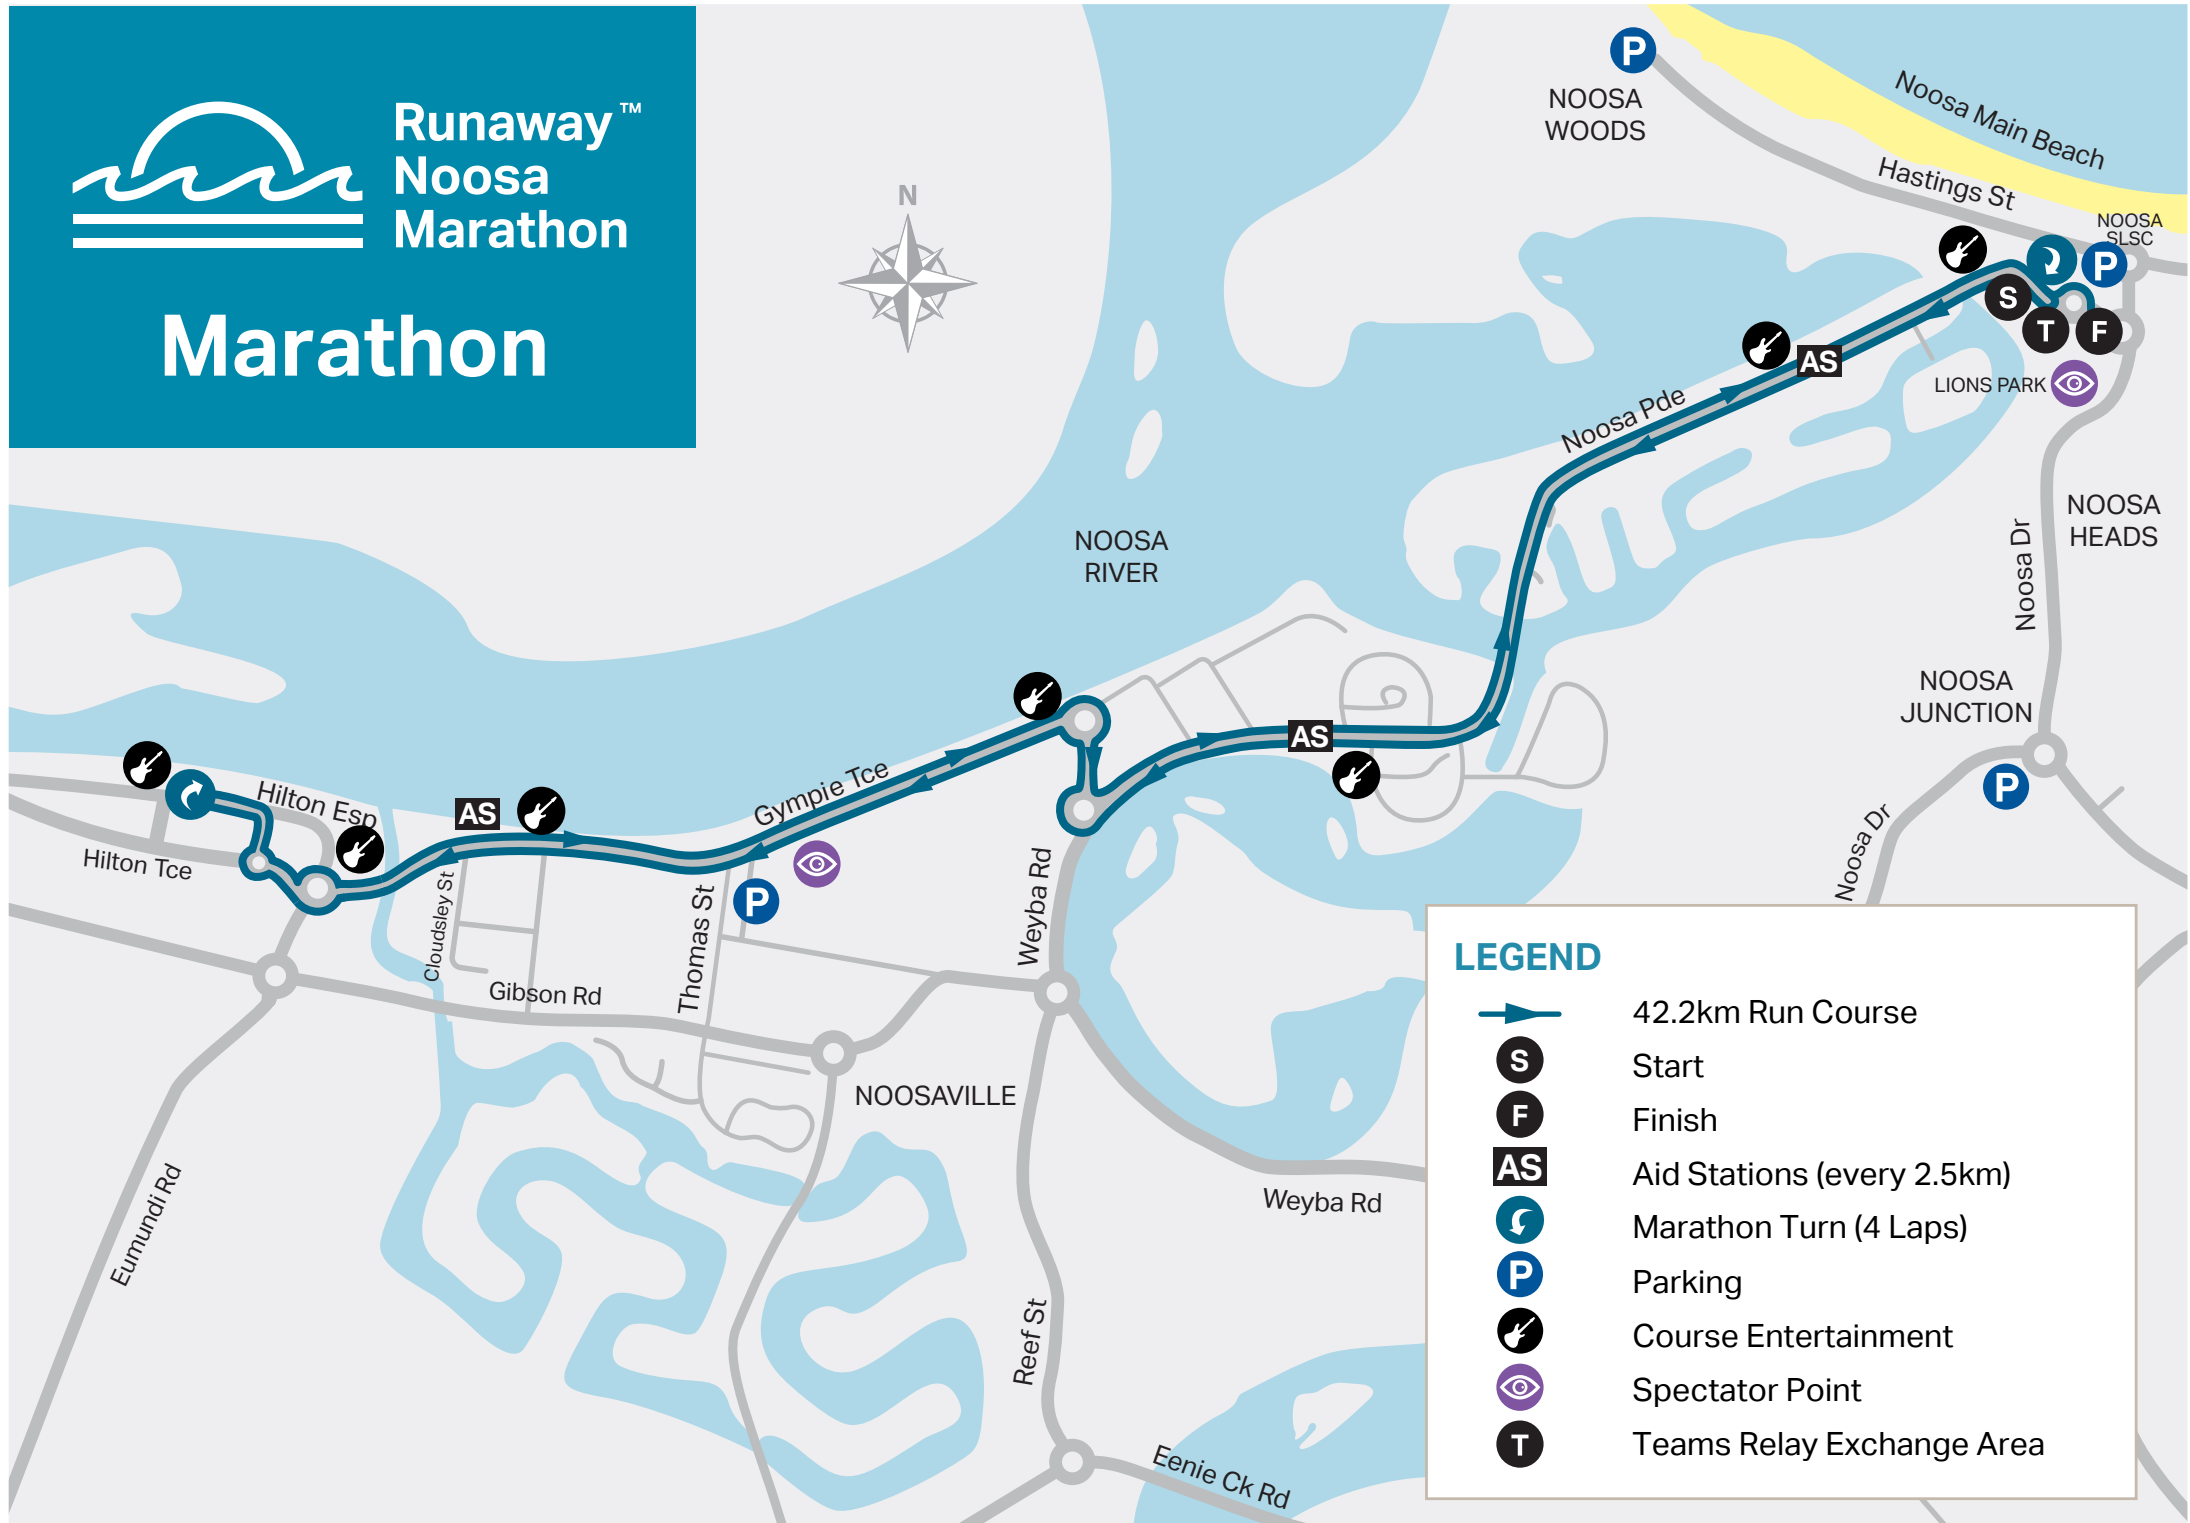 Runaway™
Noosa
Marathon
Marathon
N
P
NOOSA
WOODS
Noosa Main Beach
Hastings St
NOOSA
SLSC
P
S
T
F
AS
LIONS PARK
Noosa Pde
NOOSA
HEADS
Noosa Dr
NOOSA
RIVER
NOOSA
JUNCTION
P
Noosa Dr
AS
Gympie Tce
Hilton Esp
AS
Hilton Tce
P
Cloudsley St
Thomas St
Weyba Rd
Gibson Rd
NOOSAVILLE
Weyba Rd
Eumundi Rd
Reef St
Eenie Ck Rd
LEGEND
42.2km Run Course
S Start
F Finish
AS Aid Stations (every 2.5km)
Marathon Turn (4 Laps)
P Parking
Course Entertainment
Spectator Point
T Teams Relay Exchange Area